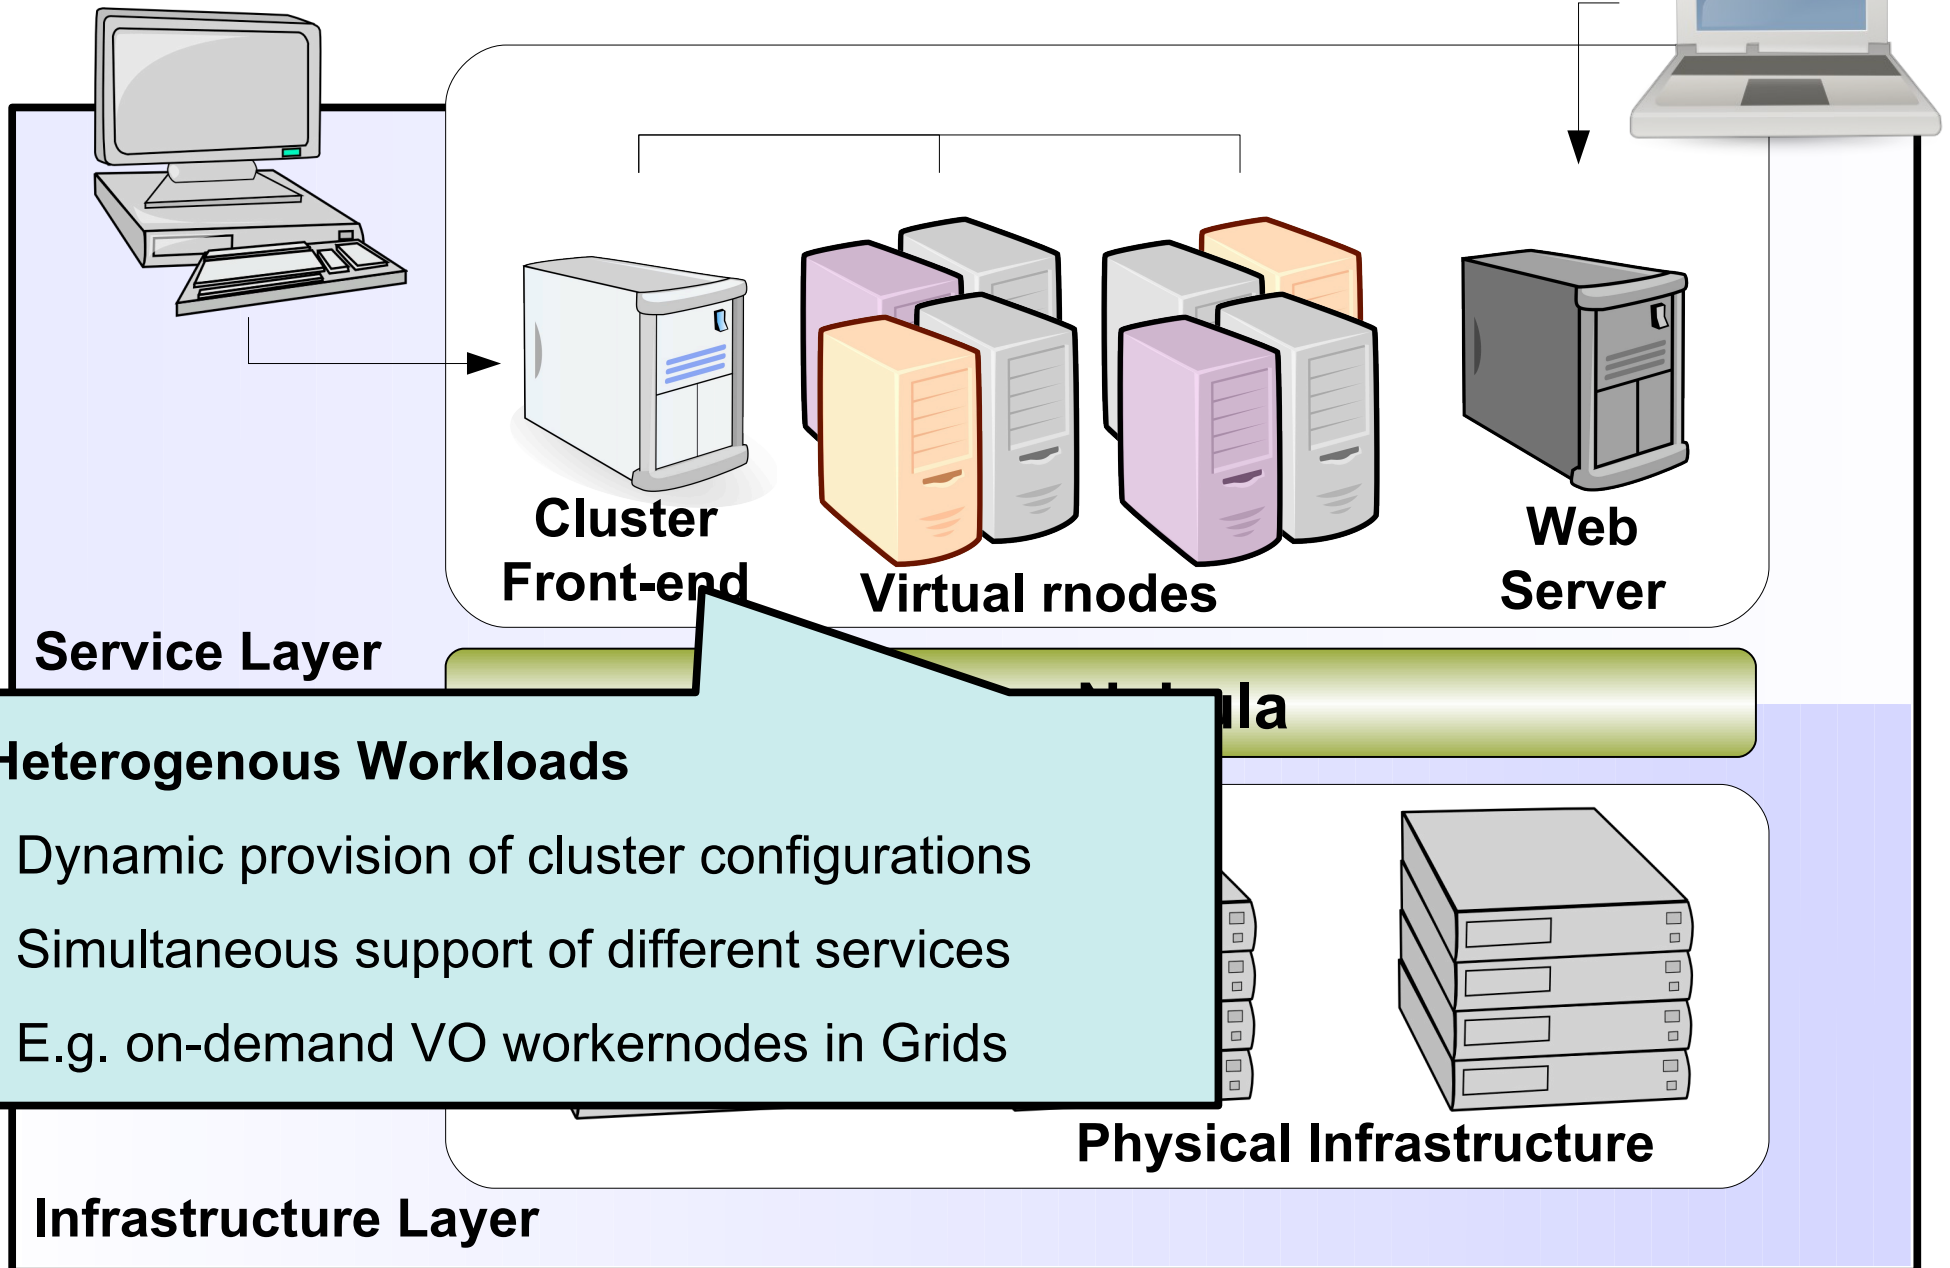 Cluster
Front-end
Virtual rnodes
Web
Server
Service Layer
Heterogenous Workloads
Dynamic provision of cluster configurations
Simultaneous support of different services
E.g. on-demand VO workernodes in Grids
Physical Infrastructure
Infrastructure Layer